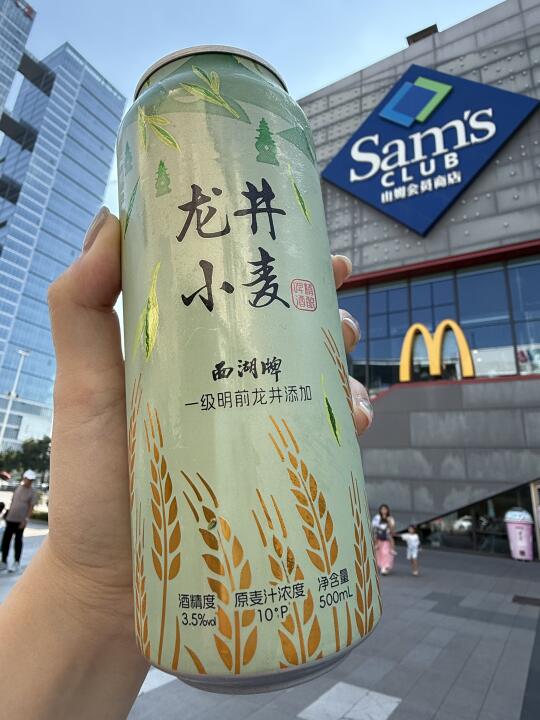 龙井
小麦
精酿
啤酒
西湖牌
一级明前龙井添加
酒精度
3.5%vol
原麦汁浓度
10°P
净含量
500mL
Sam's
CLUB
山姆会员商店